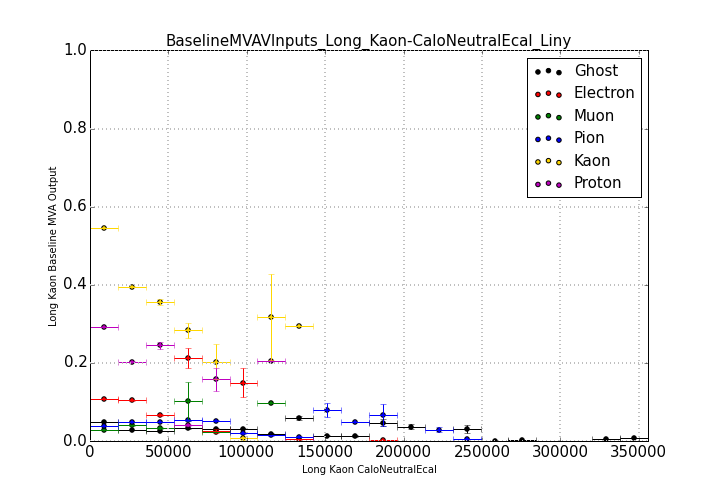 BaselineMVAVInputs_Long_Kaon-CaloNeutralEcal_Liny
1.0
0.8
0.6
0.4
0.2
0.0
Long Kaon Baseline MVA Output
Ghost
Electron
Muon
Pion
Kaon
Proton
0 50000 100000 150000 200000 250000 300000 350000
Long Kaon CaloNeutralEcal